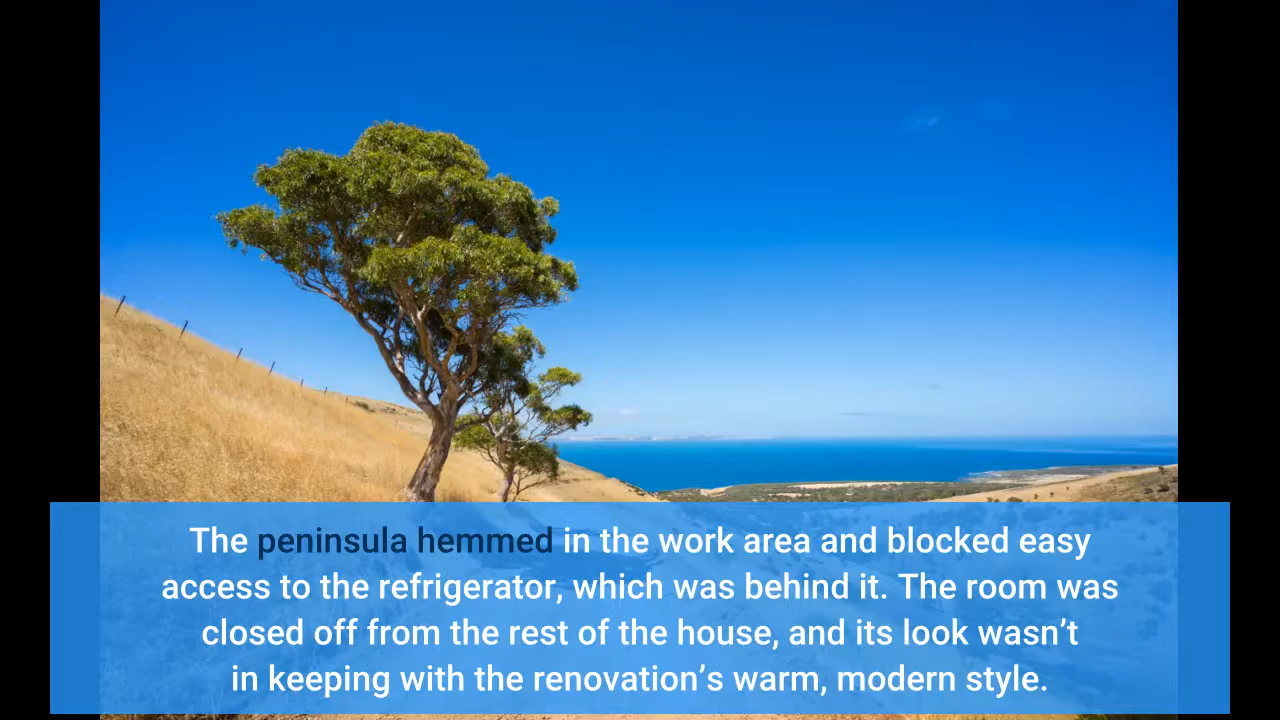 The peninsula hemmed in the work area and blocked easy
access to the refrigerator, which was behind it. The room was
closed off from the rest of the house, and its look wasn’t
in keeping with the renovation’s warm, modern style.